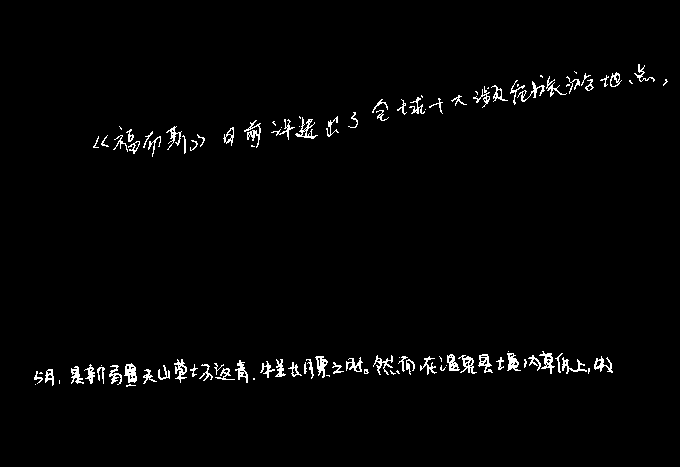 《福布斯》日前评选出了全球十大濒危旅游地点,
5月,是新疆天山草场返青,牛羊长膘之时。然而,在温泉县境内草原上,牧